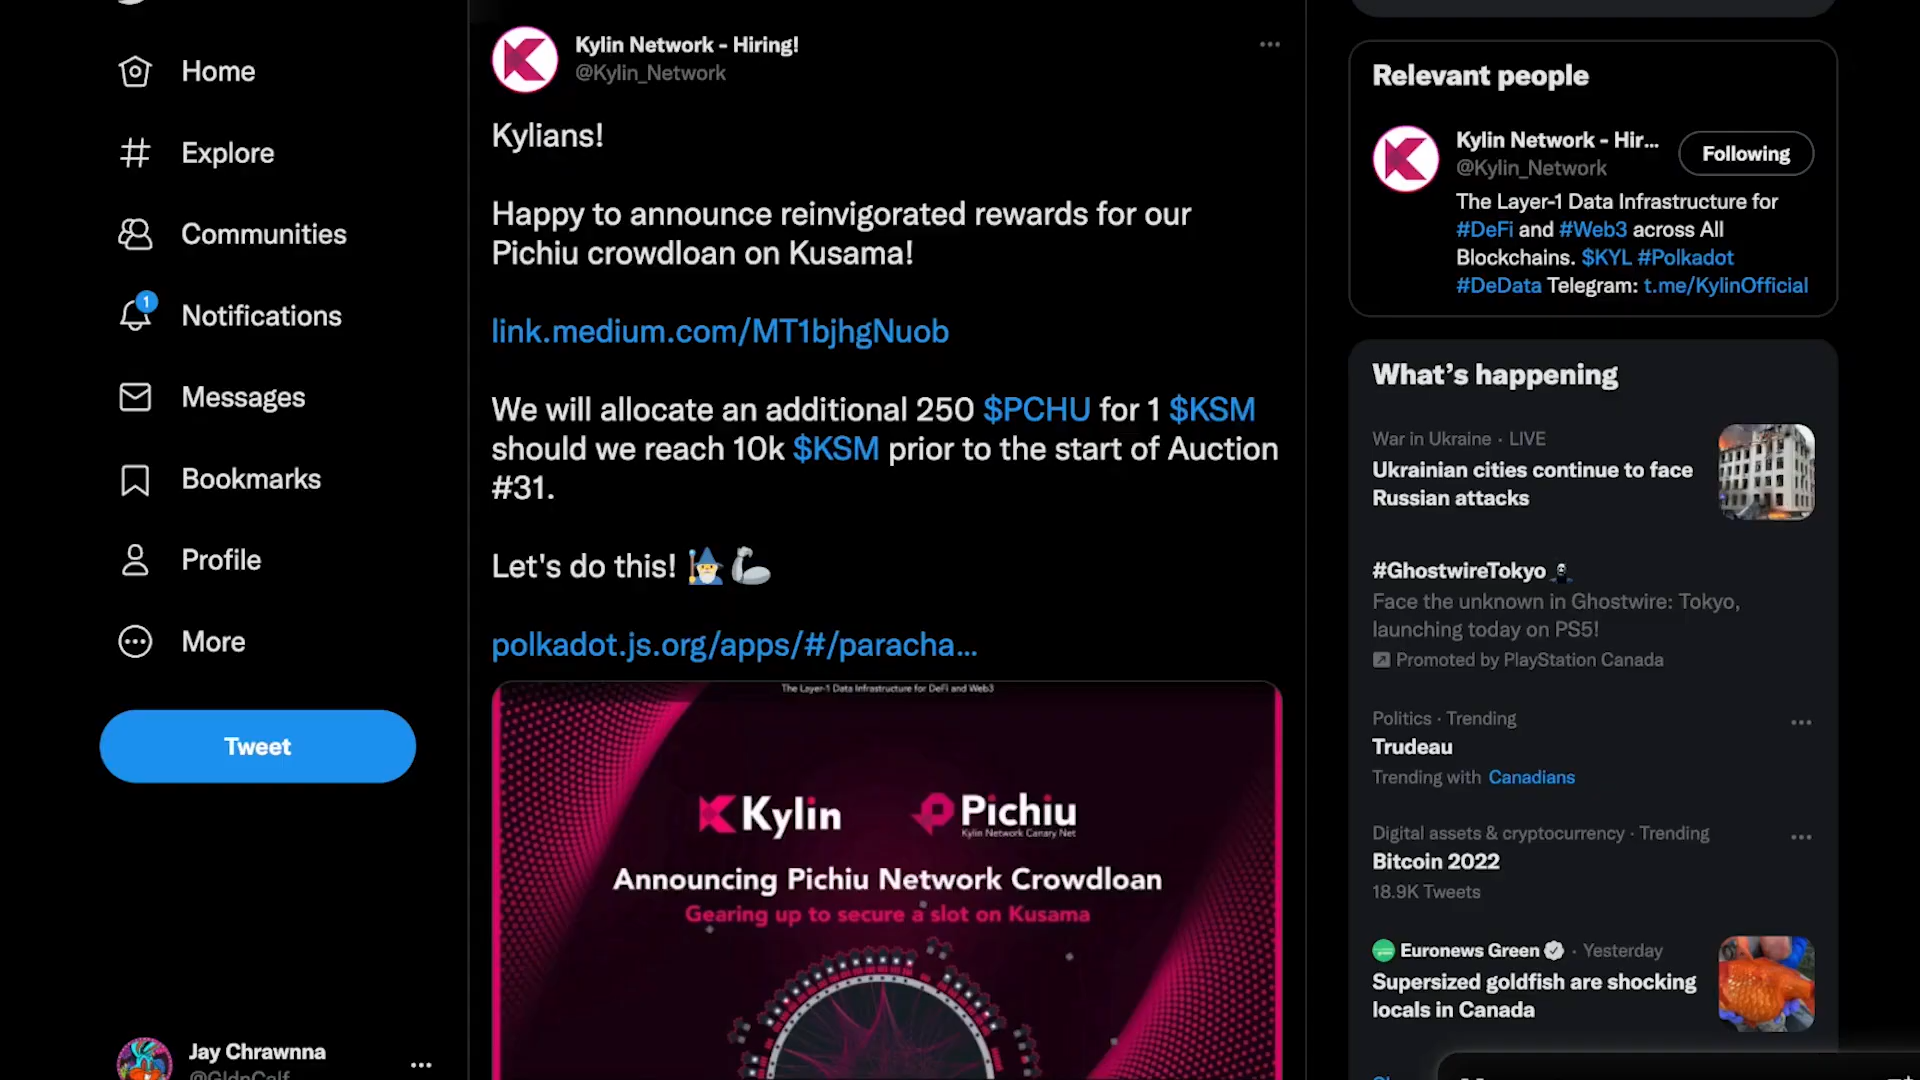 Home
Explore
Communities
1
Notifications
Messages
Bookmarks
Profile
More
Tweet
Jay Chrawnna
@GldnCalf
Kylin Network - Hiring!
@Kylin_Network
Kylians!
Happy to announce reinvigorated rewards for our
Pichiu crowdloan on Kusama!
link.medium.com/MT1bjhgNuob
We will allocate an additional 250 $PCHU for 1 $KSM
should we reach 10k $KSM prior to the start of Auction
#31.
Let's do this!
polkadot.js.org/apps/#/paracha...
The Layer-1 Data Infrastructure for DeFi and Web3
Kylin Pichiu
Kylin Network Canary Net
Announcing Pichiu Network Crowdloan
Gearing up to secure a slot on Kusama
Relevant people
Kylin Network - Hir...
Following
@Kylin_Network
The Layer-1 Data Infrastructure for
#DeFi and #Web3 across All
Blockchains. $KYL #Polkadot
#DeData Telegram: t.me/KylinOfficial
What's happening
War in Ukraine · LIVE
Ukrainian cities continue to face
Russian attacks
#GhostwireTokyo
Face the unknown in Ghostwire: Tokyo,
launching today on PS5!
Promoted by PlayStation Canada
Politics · Trending
Trudeau
Trending with Canadians
Digital assets & cryptocurrency · Trending
Bitcoin 2022
18.9K Tweets
Euronews Green · Yesterday
Supersized goldfish are shocking
locals in Canada